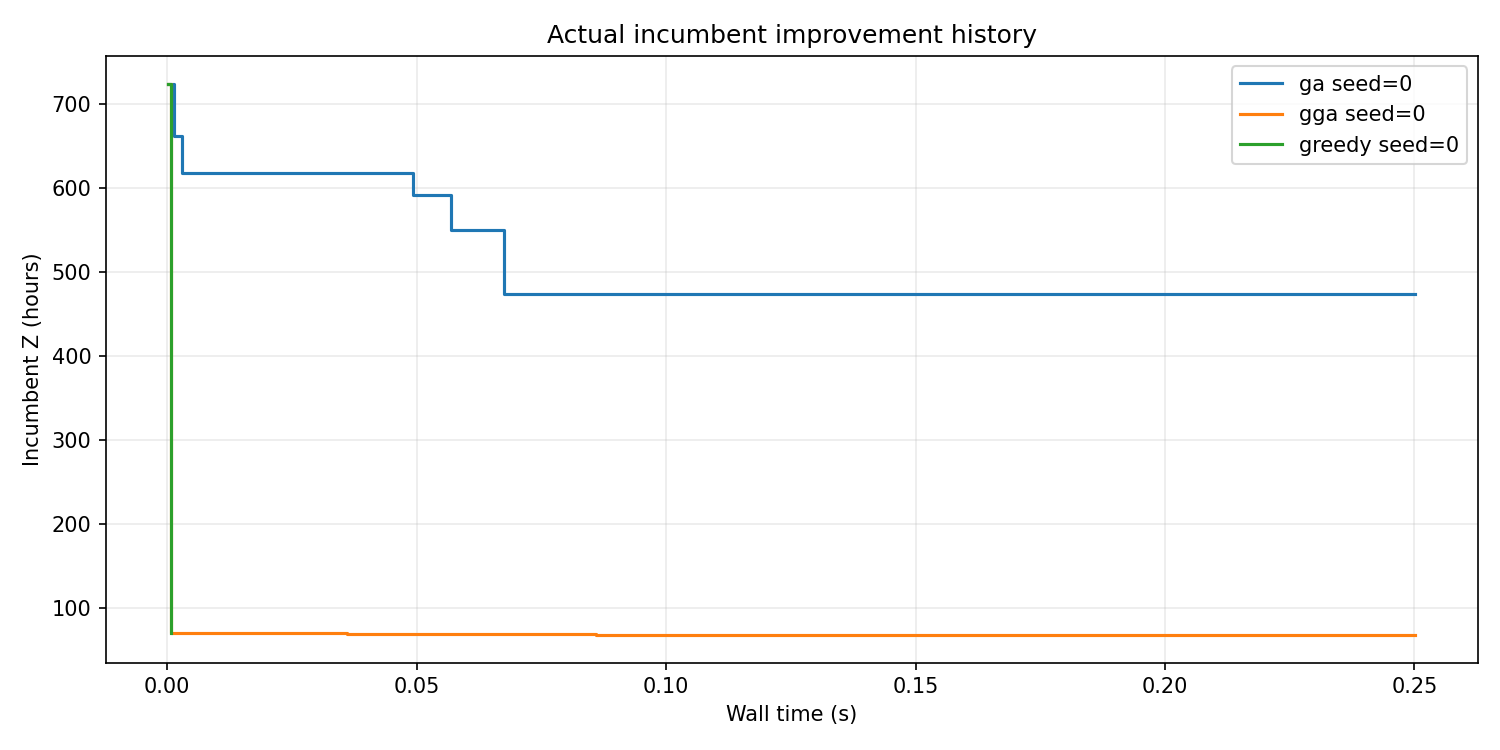 Actual incumbent improvement history
ga seed=0
gga seed=0
greedy seed=0
Incumbent Z (hours)
700
600
500
400
300
200
100
0.00 0.05 0.10 0.15 0.20 0.25
Wall time (s)